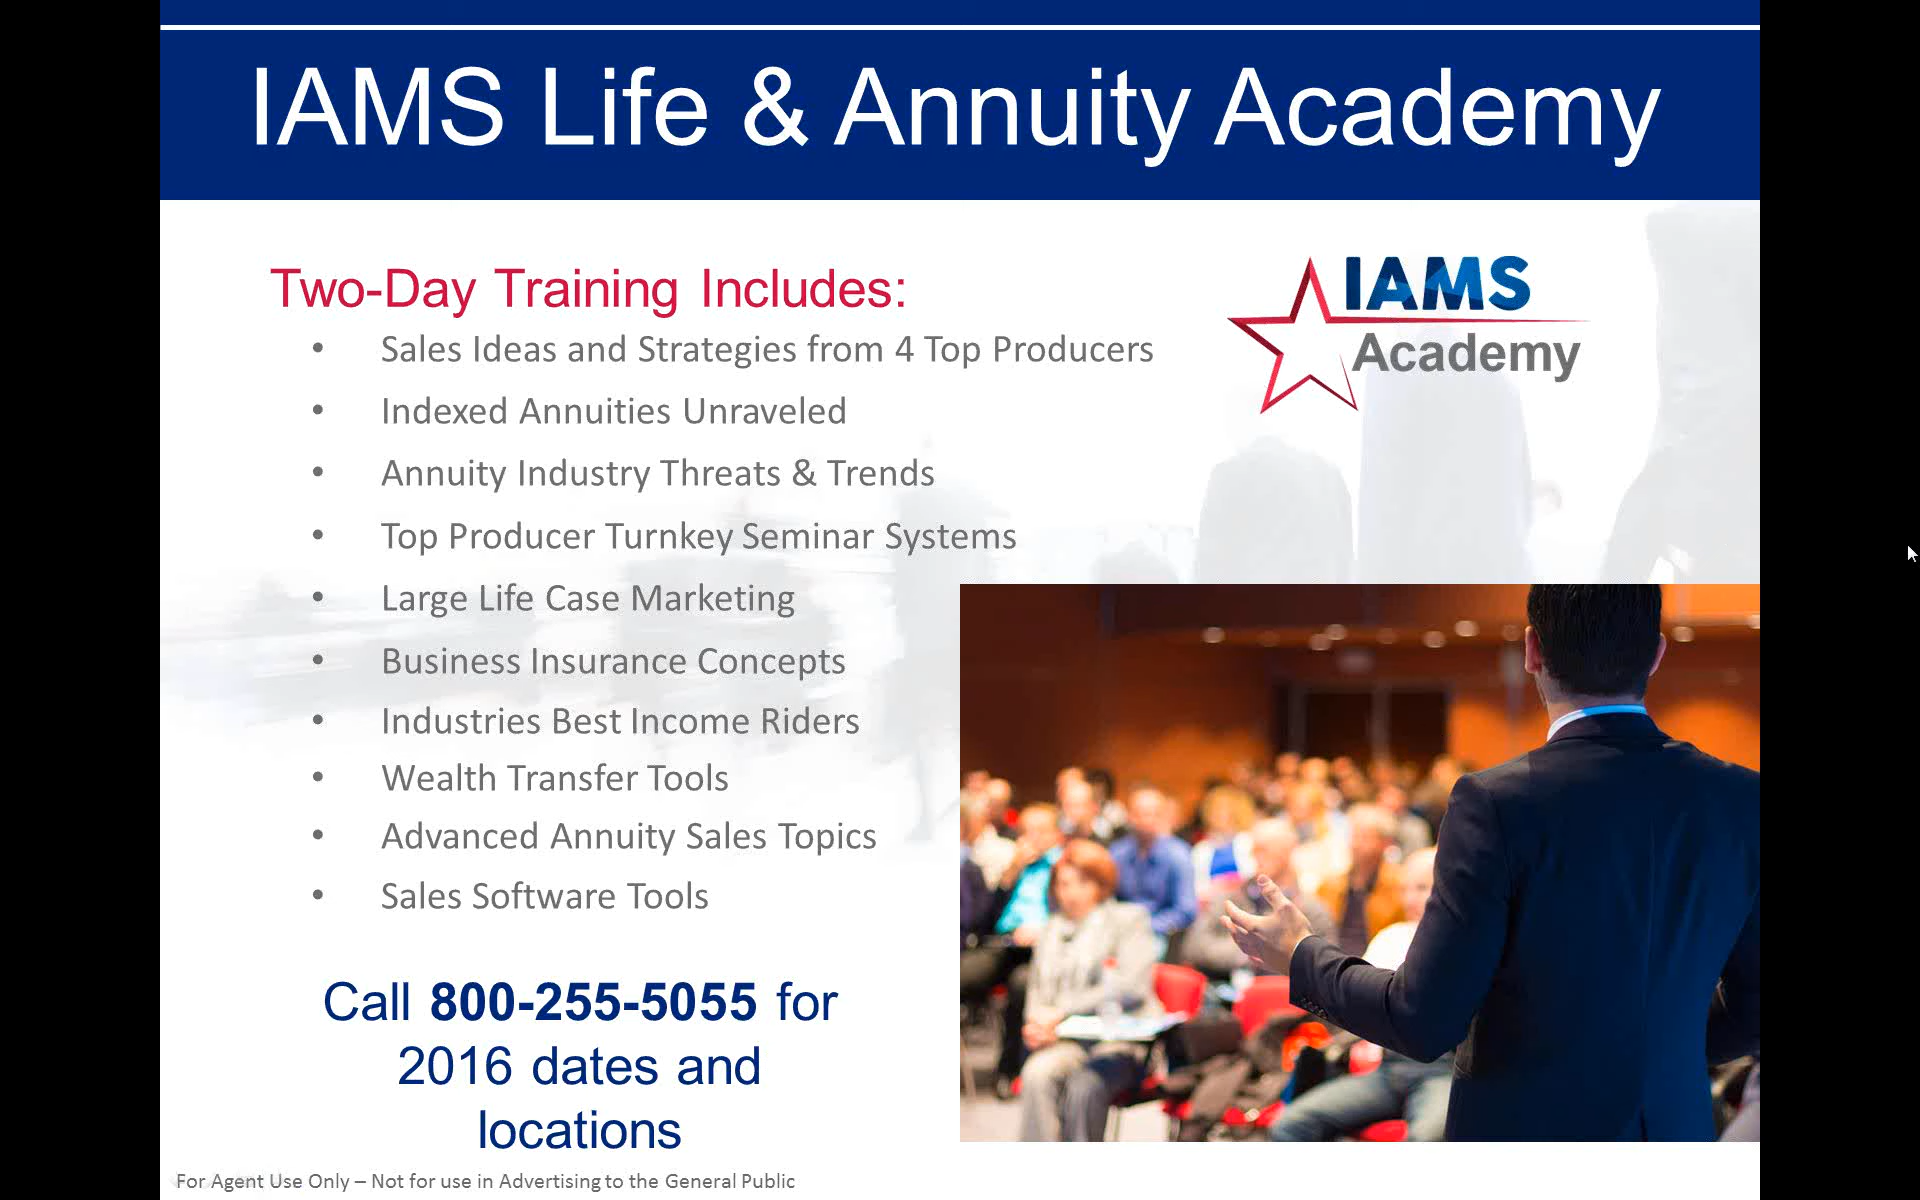 IAMS Life & Annuity Academy
Two-Day Training Includes:
• Sales Ideas and Strategies from 4 Top Producers
• Indexed Annuities Unraveled
• Annuity Industry Threats & Trends
• Top Producer Turnkey Seminar Systems
• Large Life Case Marketing
• Business Insurance Concepts
• Industries Best Income Riders
• Wealth Transfer Tools
• Advanced Annuity Sales Topics
• Sales Software Tools
IAMS
Academy
Call 800-255-5055 for
2016 dates and
locations
For Agent Use Only – Not for use in Advertising to the General Public